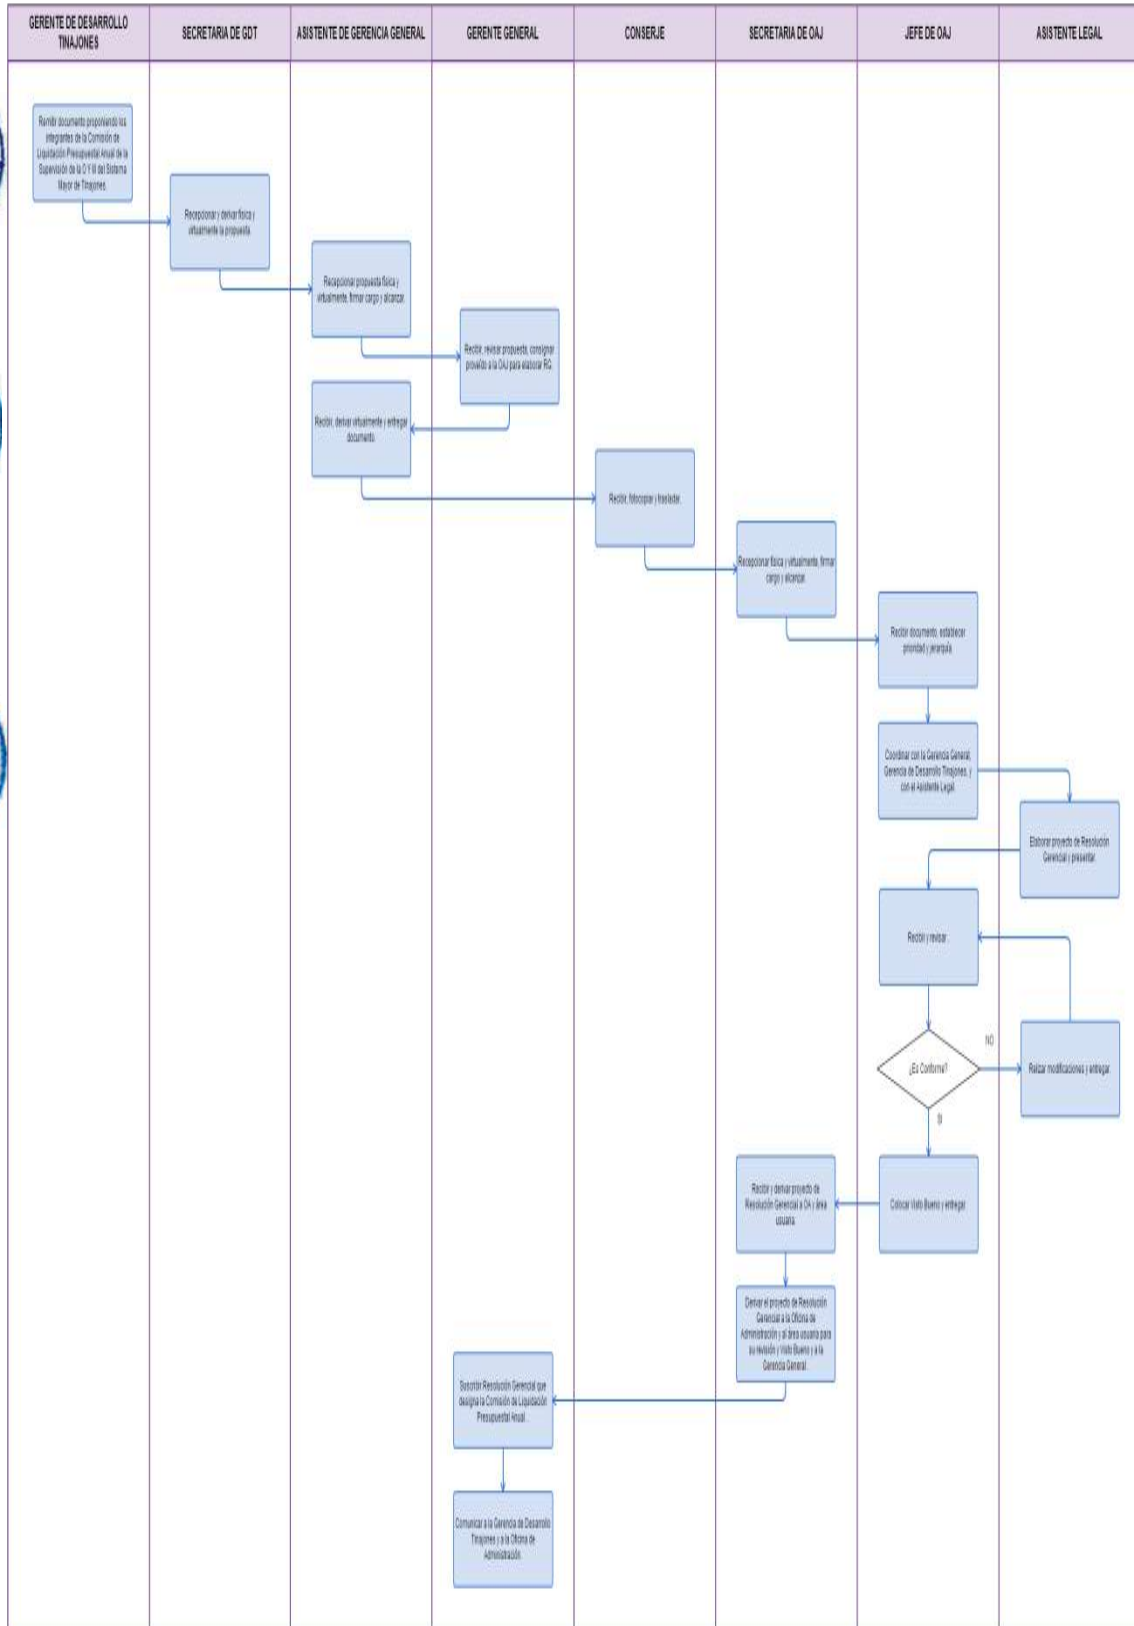 GERENTE DE DESARROLLO
TINAJONES
SECRETARIA DE GDT
ASISTENTE DE GERENCIA GENERAL
GERENTE GENERAL
CONSERJE
SECRETARIA DE OAJ
JEFE DE OAJ
ASISTENTE LEGAL
Remitir documento proponiendo los
integrantes de la Comisión de
Liquidación Presupuestal Anual de la
Supervisión de la O Y M del Sistema
Mayor de Tinajones.
Recepcionar y derivar física y
virtualmente la propuesta.
Recepcionar propuesta física y
virtualmente, firmar cargo y alcanzar.
Recibir, revisar propuesta, consignar
proveído a la OAJ para elaborar RG.
Recibir, derivar virtualmente y entregar
documento.
Recibir, fotocopiar y trasladar.
Recepcionar física y virtualmente, firmar
cargo y alcanzar.
Recibir documento, establecer
prioridad y jerarquía.
Coordinar con la Gerencia General,
Gerencia de Desarrollo Tinajones, y
con el Asistente Legal.
Elaborar proyecto de Resolución
Gerencial y presentar.
Recibir y revisar .
¿Es Conforme?
NO
Ralizar modificaciones y entregar.
SI
Colocar Visto Bueno y entregar.
Recibir y derivar proyecto de
Resolución Gerencial a OA y área
usuaria.
Derivar el proyecto de Resolución
Gerencial a la Oficina de
Administración y al área usuaria para
su revisión y Visto Bueno y a la
Gerencia General.
Suscribir Resolución Gerencial que
designa la Comisión de Liquidación
Presupuestal Anual .
Comunicar a la Gerencia de Desarrollo
Tinajones y a la Oficina de
Administración.